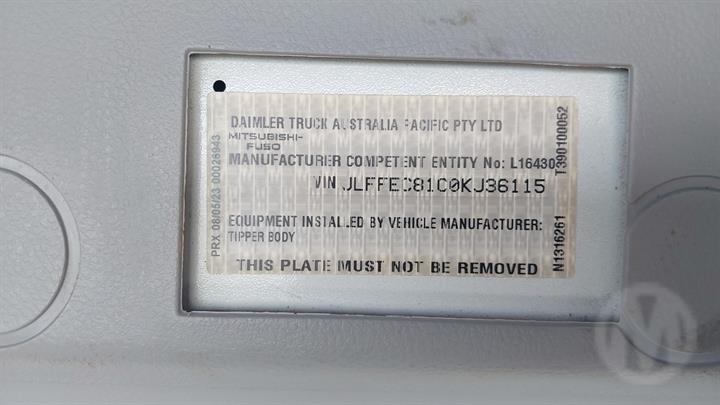 DAIMLER TRUCK AUSTRALIA PACIFIC PTY LTD
MITSUBISHI-
FUSO
MANUFACTURER COMPETENT ENTITY No: L16430
VIN JLFFEC81C0KJ36115
EQUIPMENT INSTALLED BY VEHICLE MANUFACTURER:
TIPPER BODY
THIS PLATE MUST NOT BE REMOVED
PRX 08/05/23 00026943
N1316261
T390100052
M